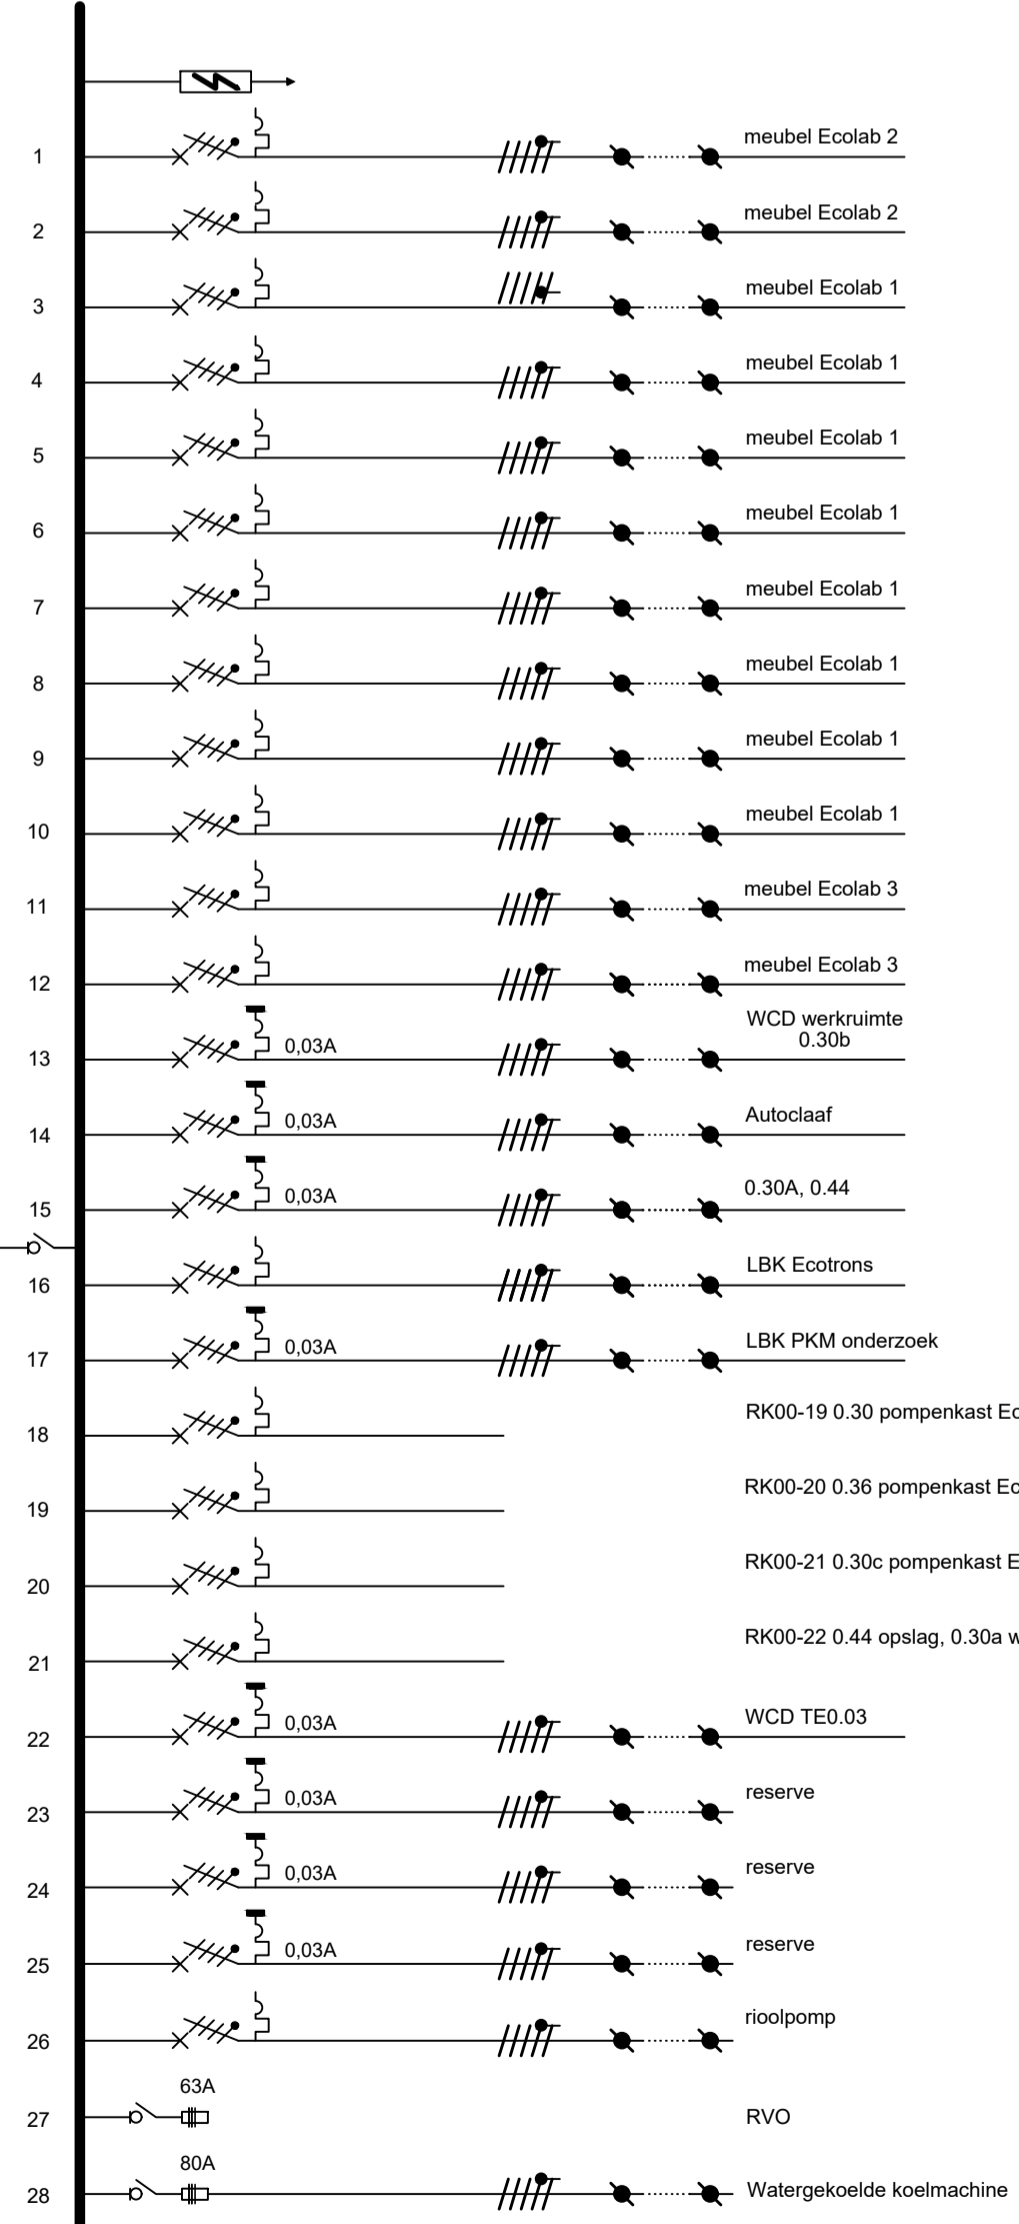 1 meubel Ecolab 2
2 meubel Ecolab 2
3 meubel Ecolab 1
4 meubel Ecolab 1
5 meubel Ecolab 1
6 meubel Ecolab 1
7 meubel Ecolab 1
8 meubel Ecolab 1
9 meubel Ecolab 1
10 meubel Ecolab 1
11 meubel Ecolab 3
12 meubel Ecolab 3
WCD werkruimte
13 0,03A 0.30b
14 0,03A Autoclaaf
15 0,03A 0.30A, 0.44
16 LBK Ecotrons
17 0,03A LBK PKM onderzoek
18 RK00-19 0.30 pompenkast
19 RK00-20 0.36 pompenkast
20 RK00-21 0.30c pompenkast
21 RK00-22 0.44 opslag, 0.30a
22 0,03A WCD TE0.03
23 0,03A reserve
24 0,03A reserve
25 0,03A reserve
26 rioolpomp
63A
27 RVO
80A
28 Watergekoelde koelmachine